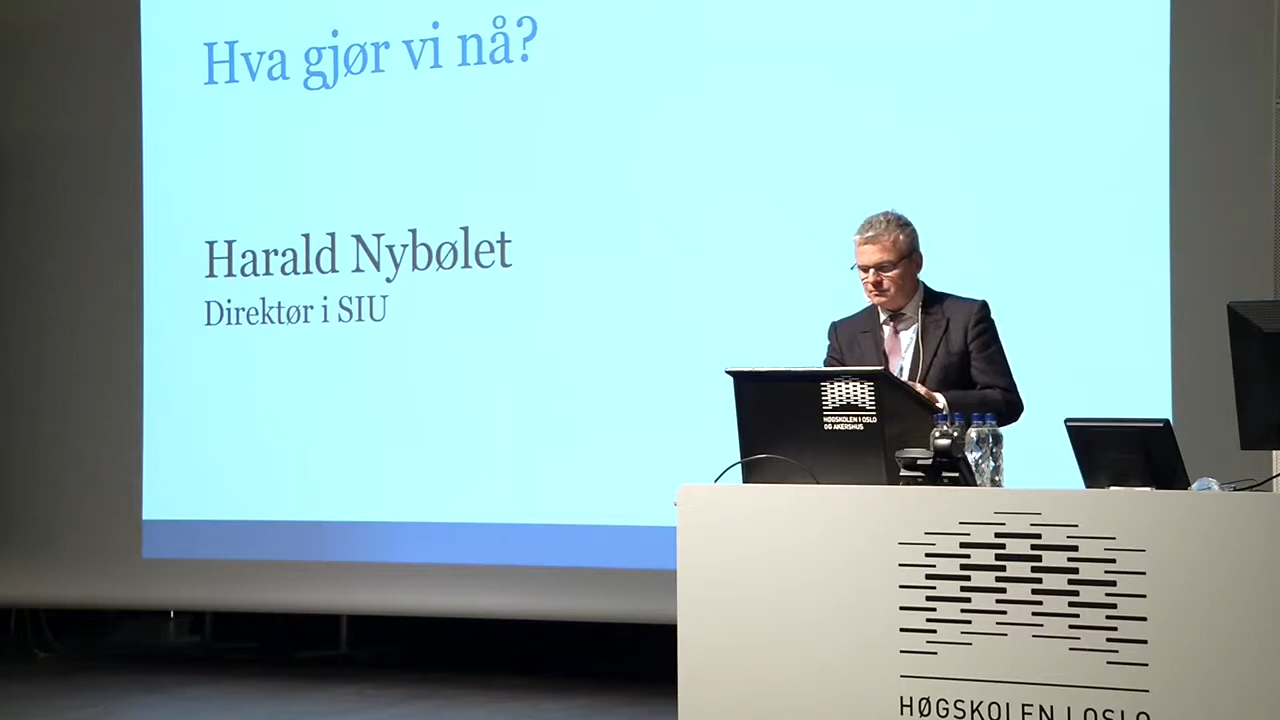 Hva gjør vi nå?
Harald Nybølet
Direktør i SIU
HØGSKOLEN I OSLO
OG AKERSHUS
HØGSKOLEN I OSLO